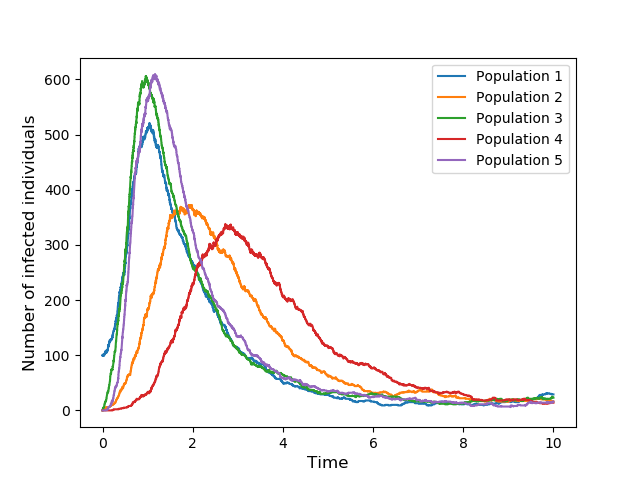 Population 1
Population 2
Population 3
Population 4
Population 5
600
500
400
300
200
100
0
Number of infected individuals
0 2 4 6 8 10
Time